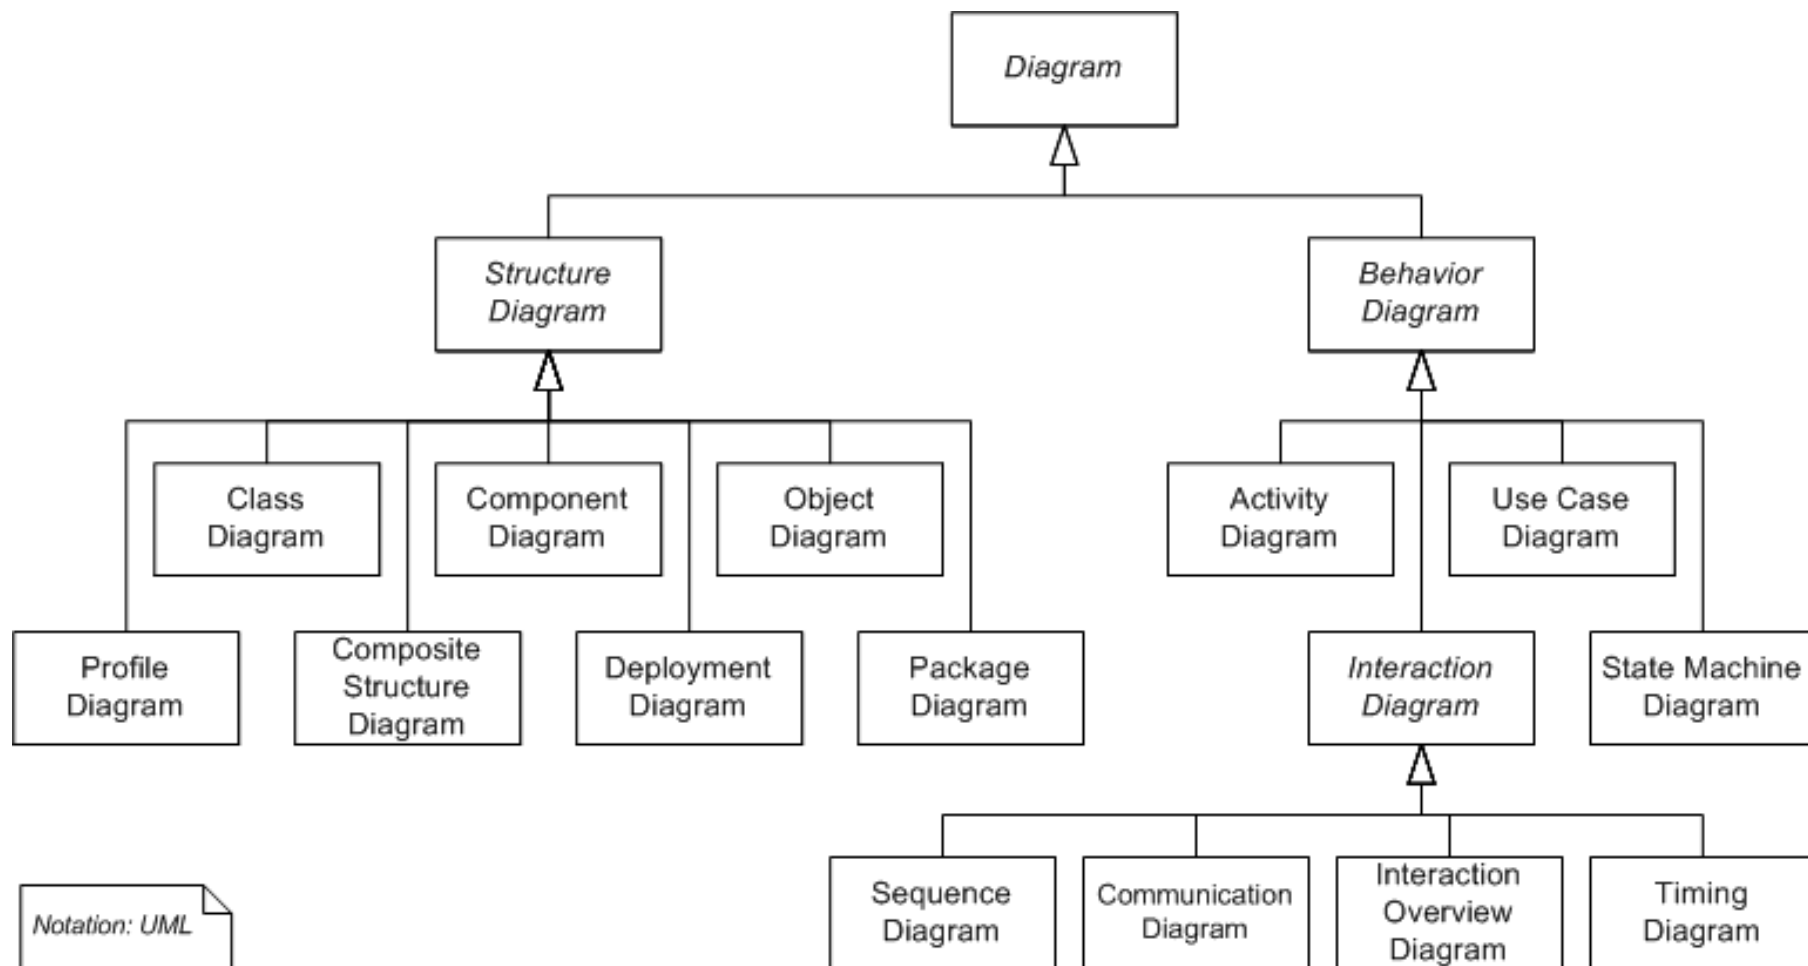 Diagram
Structure
Diagram
Behavior
Diagram
Class
Diagram
Component
Diagram
Object
Diagram
Activity
Diagram
Use Case
Diagram
Profile
Diagram
Composite
Structure
Diagram
Deployment
Diagram
Package
Diagram
Interaction
Diagram
State Machine
Diagram
Sequence
Diagram
Communication
Diagram
Interaction
Overview
Diagram
Timing
Diagram
Notation: UML